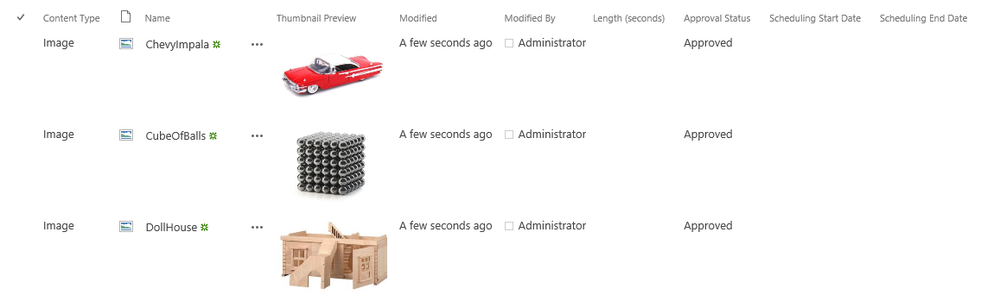 Content Type Name Thumbnail Preview Modified Modified By Length (seconds) Approval Status Scheduling Start Date Scheduling End Date
Image ChevyImpala ... A few seconds ago Administrator Approved
Image CubeOfBalls ... A few seconds ago Administrator Approved
Image DollHouse ... A few seconds ago Administrator Approved